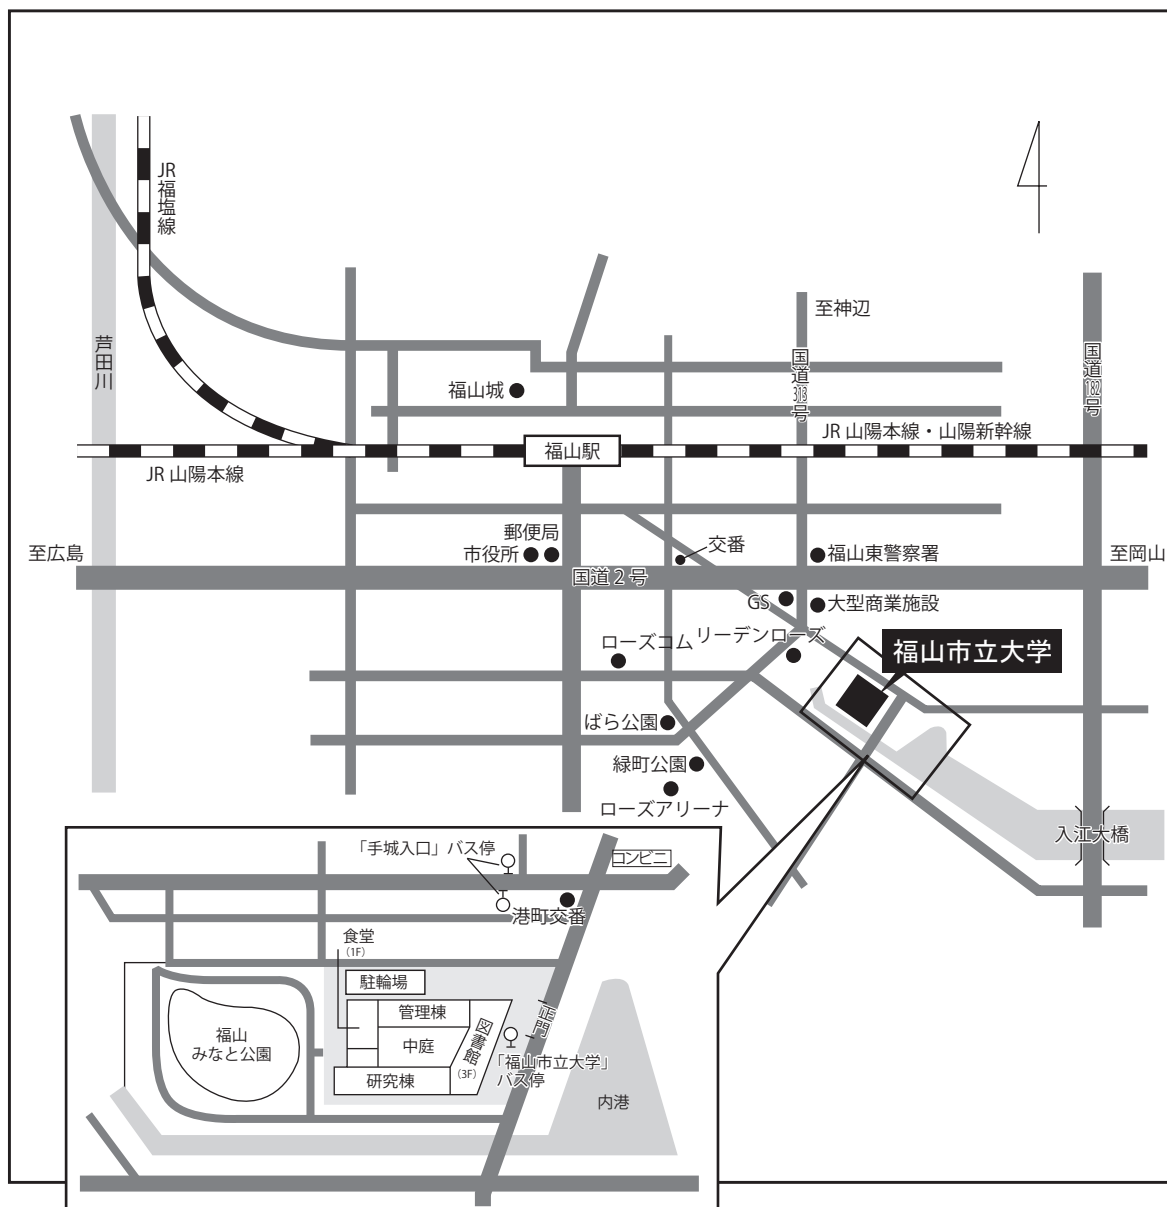 JR福塩線
芦田川
至神辺
国道313号
国道182号
福山城
JR 山陽本線・山陽新幹線
福山駅
JR 山陽本線
郵便局
市役所
交番
福山東警察署
至広島
至岡山
国道 2 号
GS
大型商業施設
ローズコム
リーデンローズ
福山市立大学
ばら公園
緑町公園
ローズアリーナ
入江大橋
「手城入口」バス停
コンビニ
港町交番
食堂
(1F)
駐輪場
管理棟
正門
福山
みなと公園
中庭
図書館
(3F)
「福山市立大学」
バス停
研究棟
内港